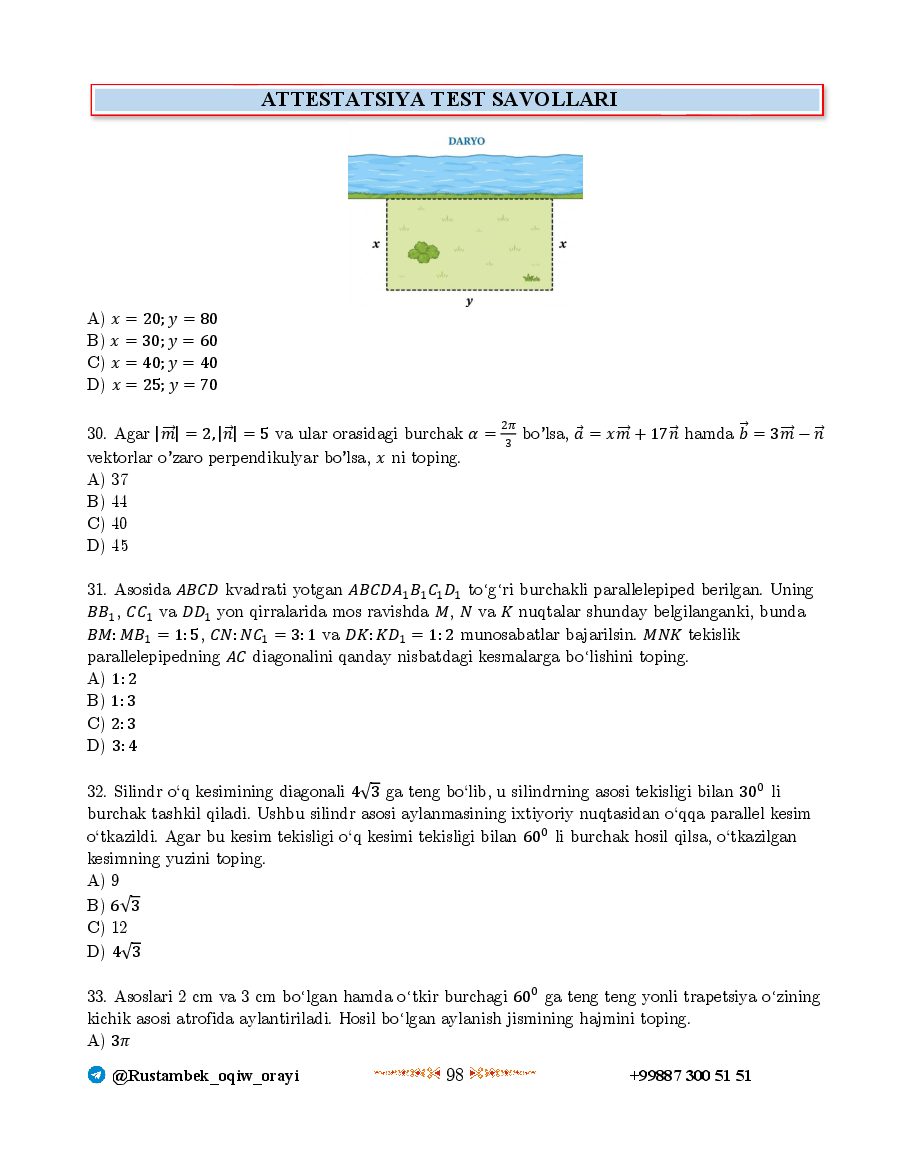 ATTESTATSIYA TEST SAVOLLARI
DARYO
x
x
y
A) x = 20; y = 80
B) x = 30; y = 60
C) x = 40; y = 40
D) x = 25; y = 70
30. Agar |m⃗| = 2, |n⃗| = 5 va ular orasidagi burchak α = 2π/3 bo’lsa, a⃗ = xm⃗ + 17n⃗ hamda b⃗ = 3m⃗ − n⃗
vektorlar o’zaro perpendikulyar bo’lsa, x ni toping.
A) 37
B) 44
C) 40
D) 45
31. Asosida ABCD kvadrati yotgan ABCDA₁B₁C₁D₁ to‘g‘ri burchakli parallelepiped berilgan. Uning
BB₁, CC₁ va DD₁ yon qirralarida mos ravishda M, N va K nuqtalar shunday belgilanganki, bunda
BM: MB₁ = 1: 5, CN: NC₁ = 3: 1 va DK: KD₁ = 1: 2 munosabatlar bajarilsin. MNK tekislik
parallelepipedning AC diagonalini qanday nisbatdagi kesmalarga bo‘lishini toping.
A) 1: 2
B) 1: 3
C) 2: 3
D) 3: 4
32. Silindr o‘q kesimining diagonali 4√3 ga teng bo‘lib, u silindrning asosi tekisligi bilan 30⁰ li
burchak tashkil qiladi. Ushbu silindr asosi aylanmasining ixtiyoriy nuqtasidan o‘qqa parallel kesim
o‘tkazildi. Agar bu kesim tekisligi o‘q kesimi tekisligi bilan 60⁰ li burchak hosil qilsa, o‘tkazilgan
kesimning yuzini toping.
A) 9
B) 6√3
C) 12
D) 4√3
33. Asoslari 2 cm va 3 cm bo‘lgan hamda o‘tkir burchagi 60⁰ ga teng teng yonli trapetsiya o‘zining
kichik asosi atrofida aylantiriladi. Hosil bo‘lgan aylanish jismining hajmini toping.
A) 3π
@Rustambek_oqiw_orayi 98 +99887 300 51 51